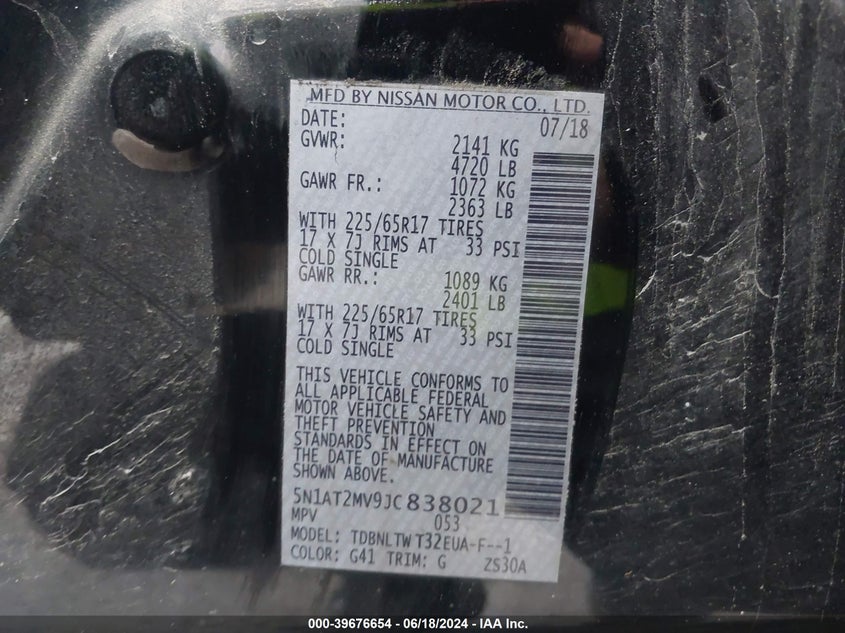 MFD BY NISSAN MOTOR CO., LTD.
DATE: 07/18
GVWR: 2141 KG
4720 LB
GAWR FR.: 1072 KG
2363 LB
WITH 225/65R17 TIRES
17 X 7J RIMS AT 33 PSI
COLD SINGLE
GAWR RR.: 1089 KG
2401 LB
WITH 225/65R17 TIRES
17 X 7J RIMS AT 33 PSI
COLD SINGLE
THIS VEHICLE CONFORMS TO
ALL APPLICABLE FEDERAL
MOTOR VEHICLE SAFETY AND
THEFT PREVENTION
STANDARDS IN EFFECT ON
THE DATE OF MANUFACTURE
SHOWN ABOVE.
5N1AT2MV9JC838021
MPV 053
MODEL: TDBNLTW T32EUA-F--1
COLOR: G41 TRIM: G ZS30A
000-39676654 / 06/18/2024 - IAA Inc.